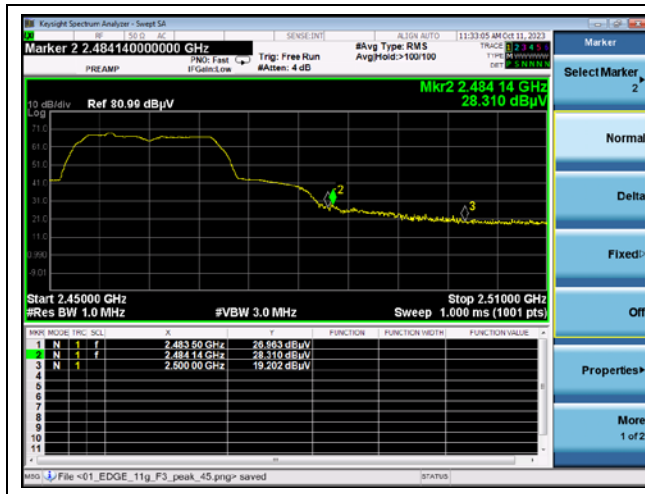 Keysight Spectrum Analyzer - Swept SA
RF 50 Ω AC SENSE:INT ALIGN AUTO 11:33:05 AM Oct 11, 2023
Marker 2 2.484140000000 GHz
PREAMP
PNO: Fast
IFGain:Low
Trig: Free Run
#Atten: 4 dB
#Avg Type: RMS
Avg|Hold:>100/100
TRACE 1 2 3 4 5 6
TYPE M WWWWW
DET P S N N N N
Mkr2 2.484 14 GHz
28.310 dBµV
10 dB/div Ref 80.99 dBµV
Log
71.0
61.0
51.0
41.0
31.0
21.0
11.0
0.990
-9.01
2
3
Start 2.45000 GHz Stop 2.51000 GHz
#Res BW 1.0 MHz #VBW 3.0 MHz Sweep 1.000 ms (1001 pts)
MKR MODE TRC SCL X Y FUNCTION FUNCTION WIDTH FUNCTION VALUE
1 N 1 f 2.483 50 GHz 26.963 dBµV
2 N 1 f 2.484 14 GHz 28.310 dBµV
3 N 1 2.500 00 GHz 19.202 dBµV
4
5
6
7
8
9
10
11
MSG File <01_EDGE_11g_F3_peak_45.png> saved STATUS
Marker
Select Marker
2
Normal
Delta
Fixed
Off
Properties
More
1 of 2